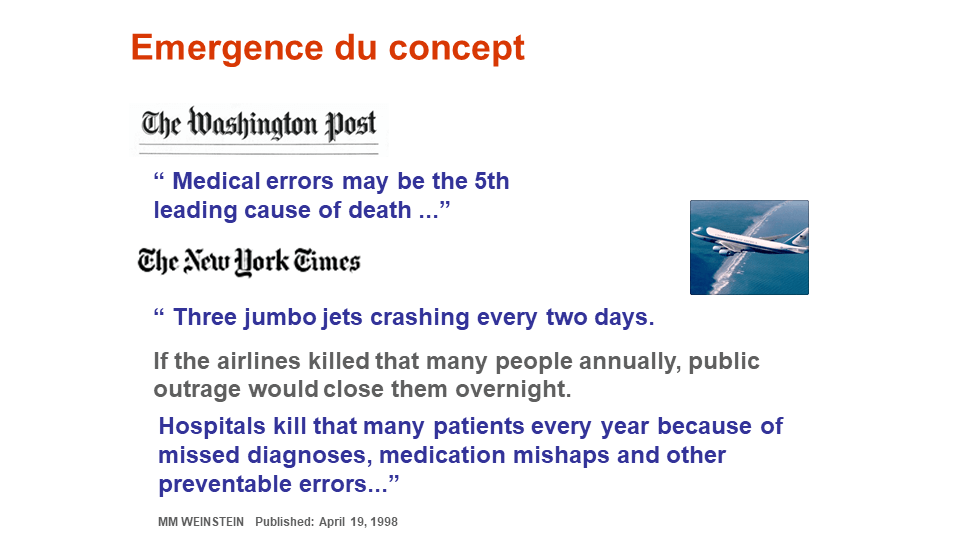 Emergence du concept
The Washington Post
“ Medical errors may be the 5th
leading cause of death ...”
The New York Times
“ Three jumbo jets crashing every two days.
If the airlines killed that many people annually, public
outrage would close them overnight.
Hospitals kill that many patients every year because of
missed diagnoses, medication mishaps and other
preventable errors...”
MM WEINSTEIN Published: April 19, 1998